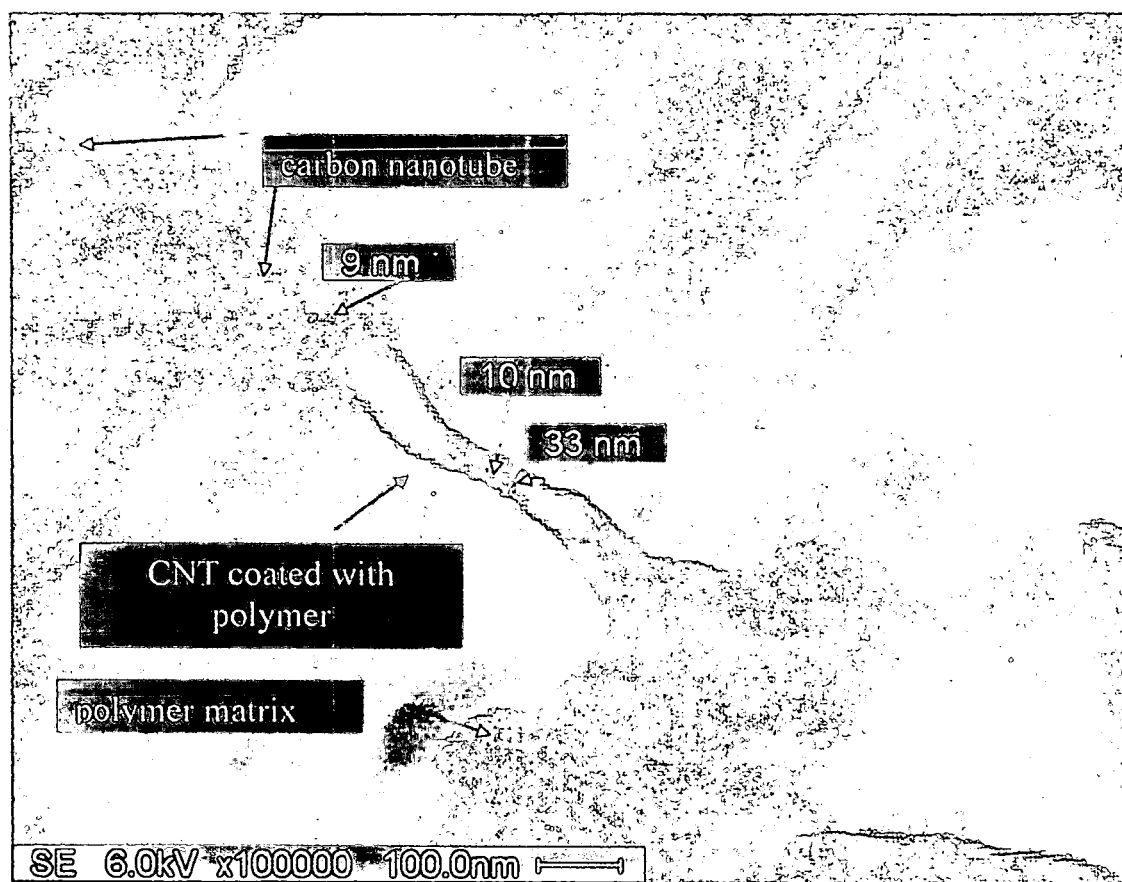 carbon nanotube
9 nm
10 nm
33 nm
CNT coated with
polymer
polymer matrix
SE 6.0kV x100000 100.0nm